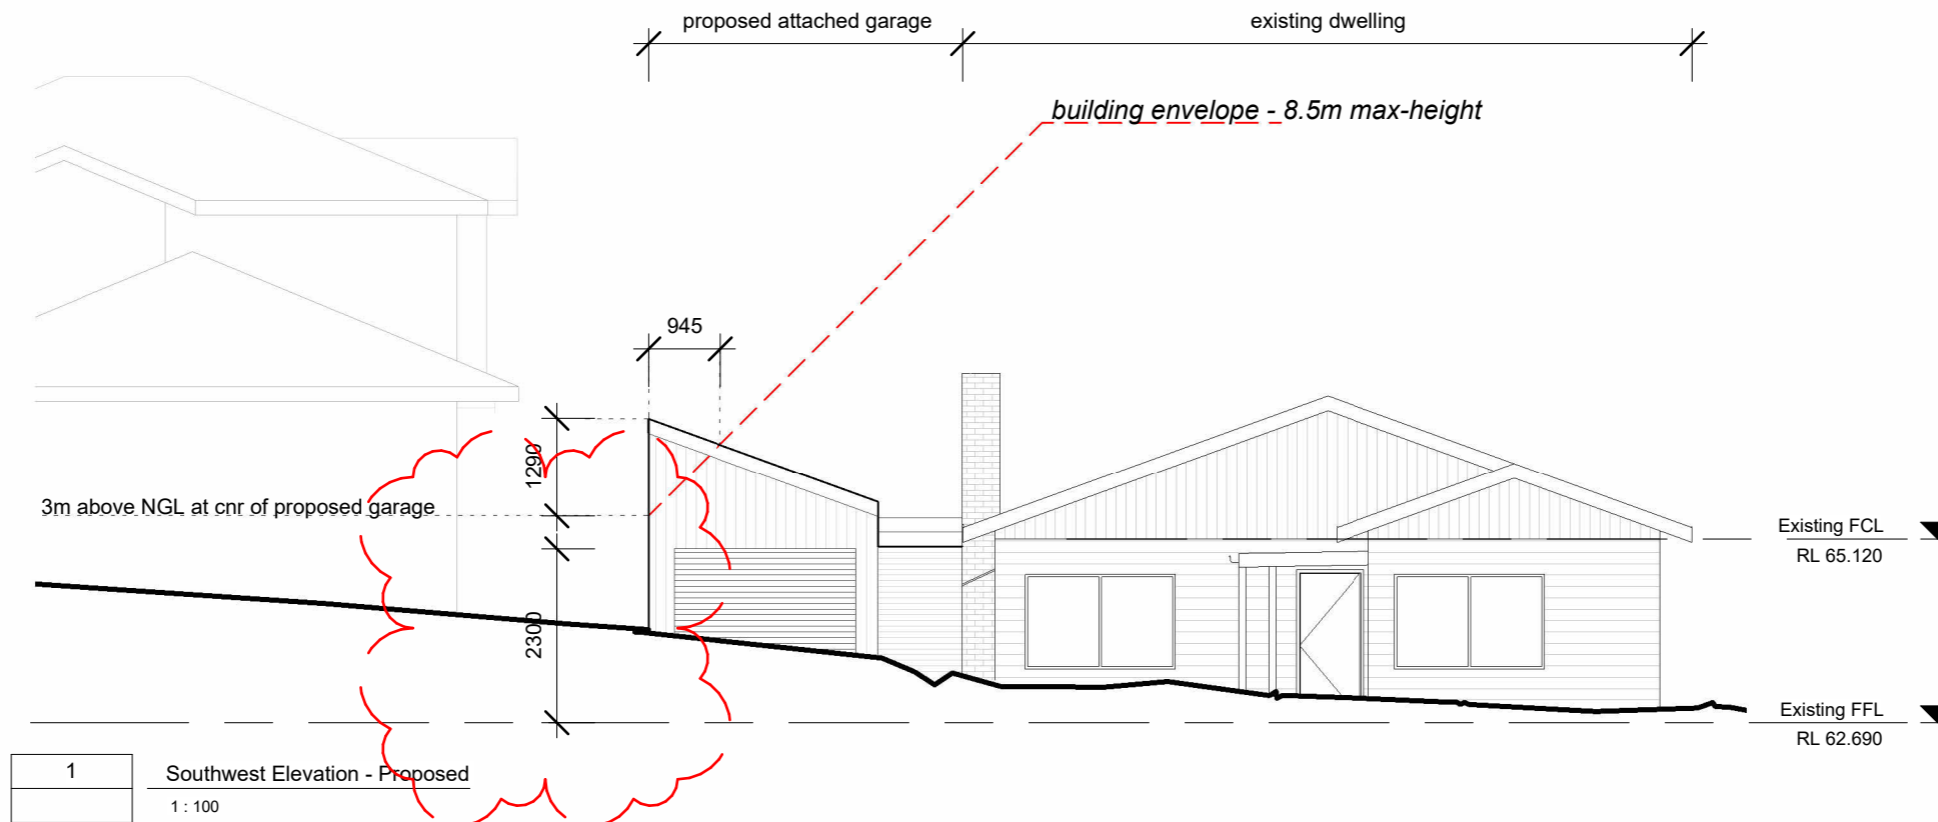 proposed attached garage
existing dwelling
building envelope - 8.5m max-height
945
1290
3m above NGL at cnr of proposed garage
Existing FCL
RL 65.120
2300
Existing FFL
RL 62.690
1
Southwest Elevation - Proposed
1 : 100